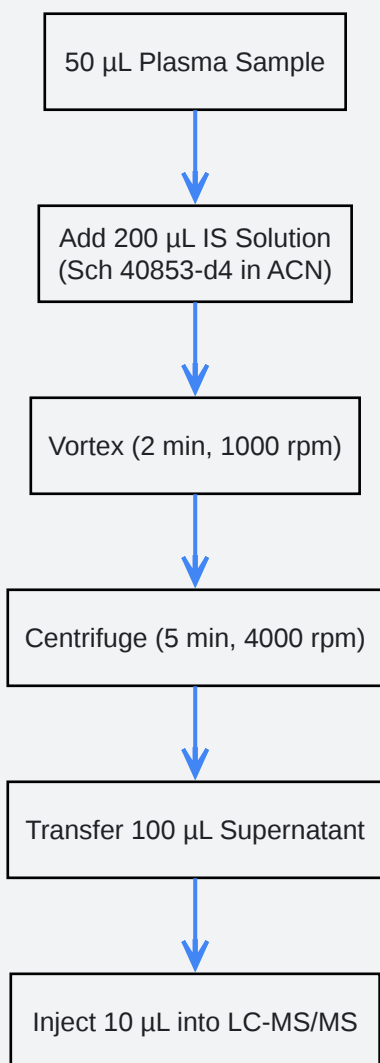 50 µL Plasma Sample
Add 200 µL IS Solution
(Sch 40853-d4 in ACN)
Vortex (2 min, 1000 rpm)
Centrifuge (5 min, 4000 rpm)
Transfer 100 µL Supernatant
Inject 10 µL into LC-MS/MS